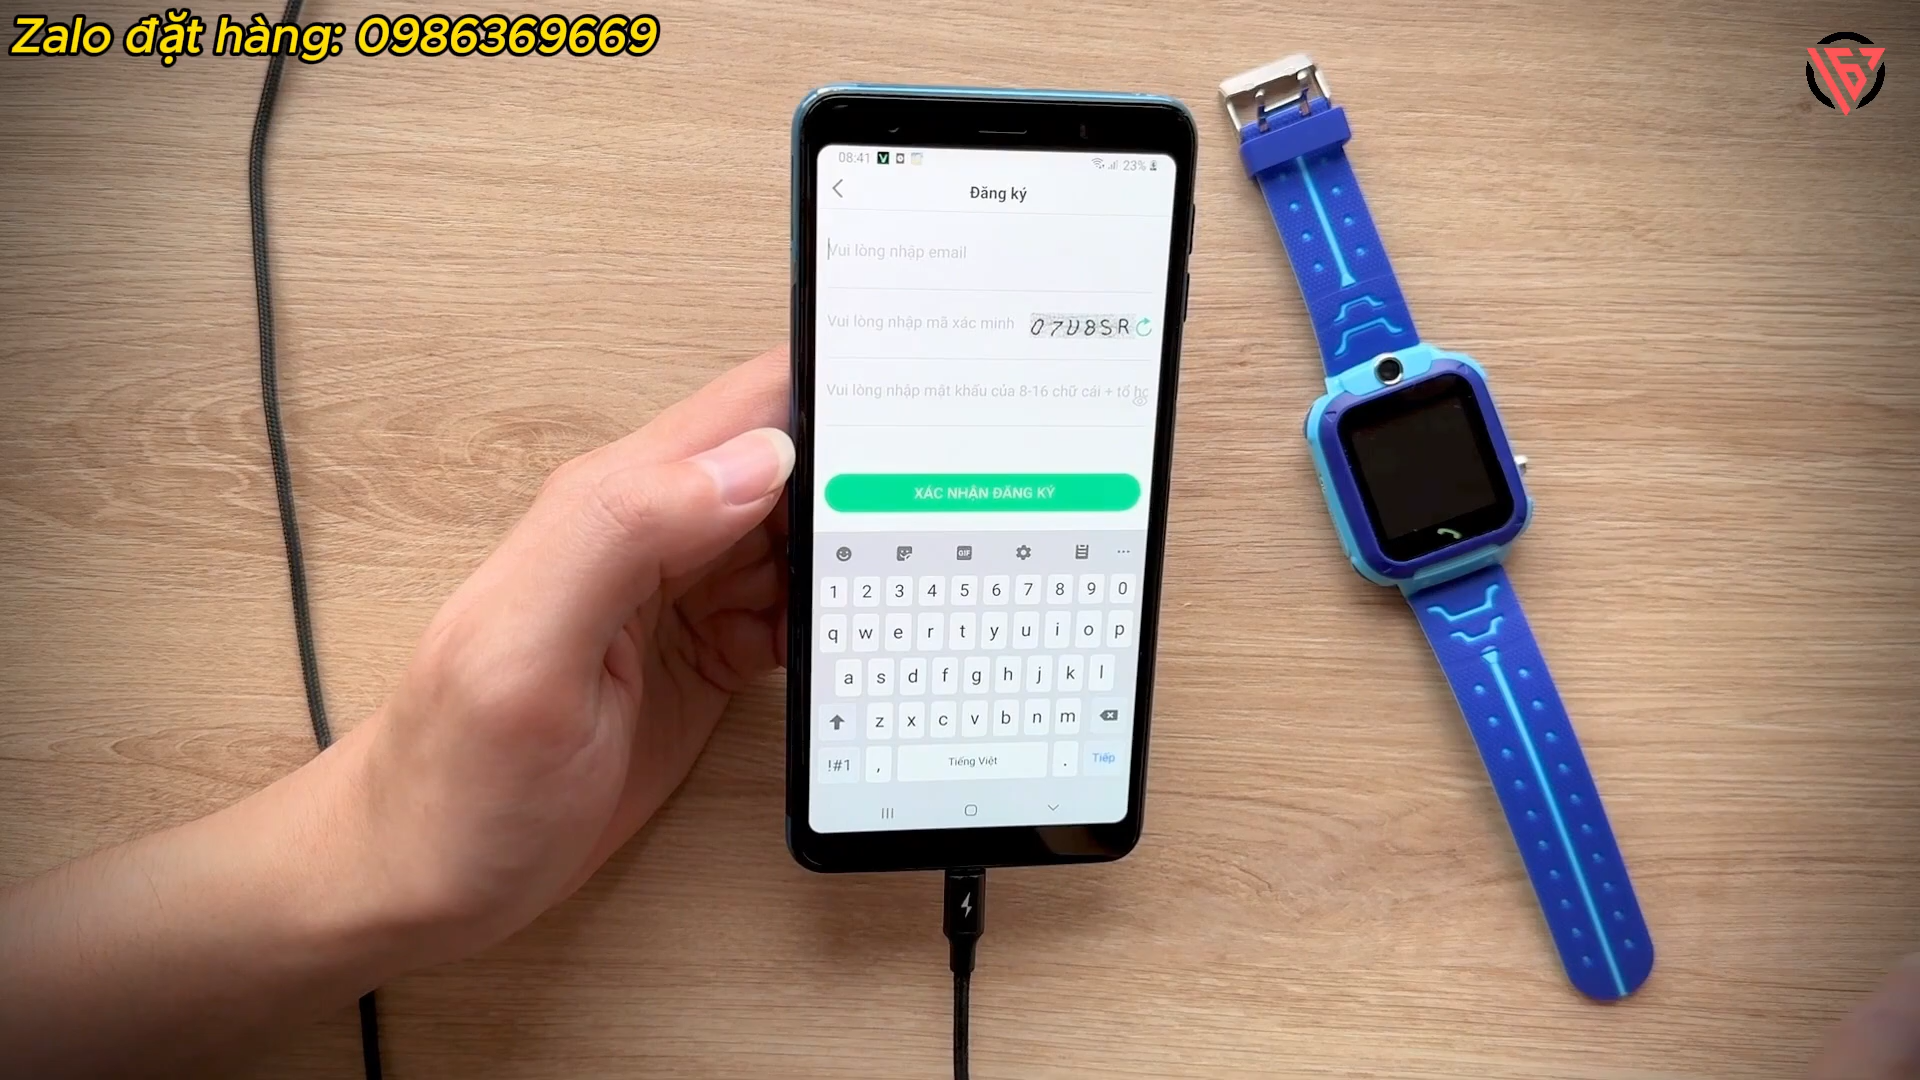 Zalo đặt hàng: 0986369669
08:41
23%
Đăng ký
Vui lòng nhập email
Vui lòng nhập mã xác minh
07U8SR
Vui lòng nhập mật khẩu của 8-16 chữ cái + tổ hợ
XÁC NHẬN ĐĂNG KÝ
GIF
1 2 3 4 5 6 7 8 9 0
q w e r t y u i o p
a s d f g h j k l
z x c v b n m
!#1 , Tiếng Việt . Tiếp